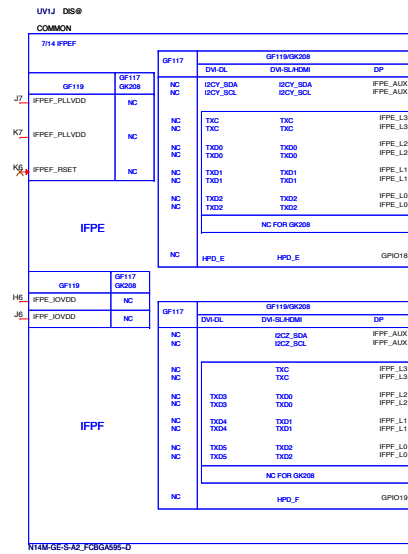 UV1J DIS@
COMMON
7/14 IFPEF
GF119 GF117 GK208
J7 IFPEF_PLLVDD NC
K7 IFPEF_PLLVDD NC
K6 IFPEF_RSET NC
IFPE
GF117 GF119/GK208
DVI-DL DVI-SL/HDMI DP
NC I2CY_SDA I2CY_SDA IFPE_AUX
NC I2CY_SCL I2CY_SCL IFPE_AUX
NC TXC TXC IFPE_L3
NC TXC TXC IFPE_L3
NC TXD0 TXD0 IFPE_L2
NC TXD0 TXD0 IFPE_L2
NC TXD1 TXD1 IFPE_L1
NC TXD1 TXD1 IFPE_L1
NC TXD2 TXD2 IFPE_L0
NC TXD2 TXD2 IFPE_L0
NC FOR GK208
NC HPD_E HPD_E GPIO18
GF119 GF117 GK208
H6 IFPE_IOVDD NC
J6 IFPF_IOVDD NC
IFPF
GF117 GF119/GK208
DVI-DL DVI-SL/HDMI DP
NC I2CZ_SDA IFPF_AUX
NC I2CZ_SCL IFPF_AUX
NC TXC IFPF_L3
NC TXC IFPF_L3
NC TXD3 TXD0 IFPF_L2
NC TXD3 TXD0 IFPF_L2
NC TXD4 TXD1 IFPF_L1
NC TXD4 TXD1 IFPF_L1
NC TXD5 TXD2 IFPF_L0
NC TXD5 TXD2 IFPF_L0
NC FOR GK208
NC HPD_F GPIO19
N14M-GE-S-A2_FCBGA595~D